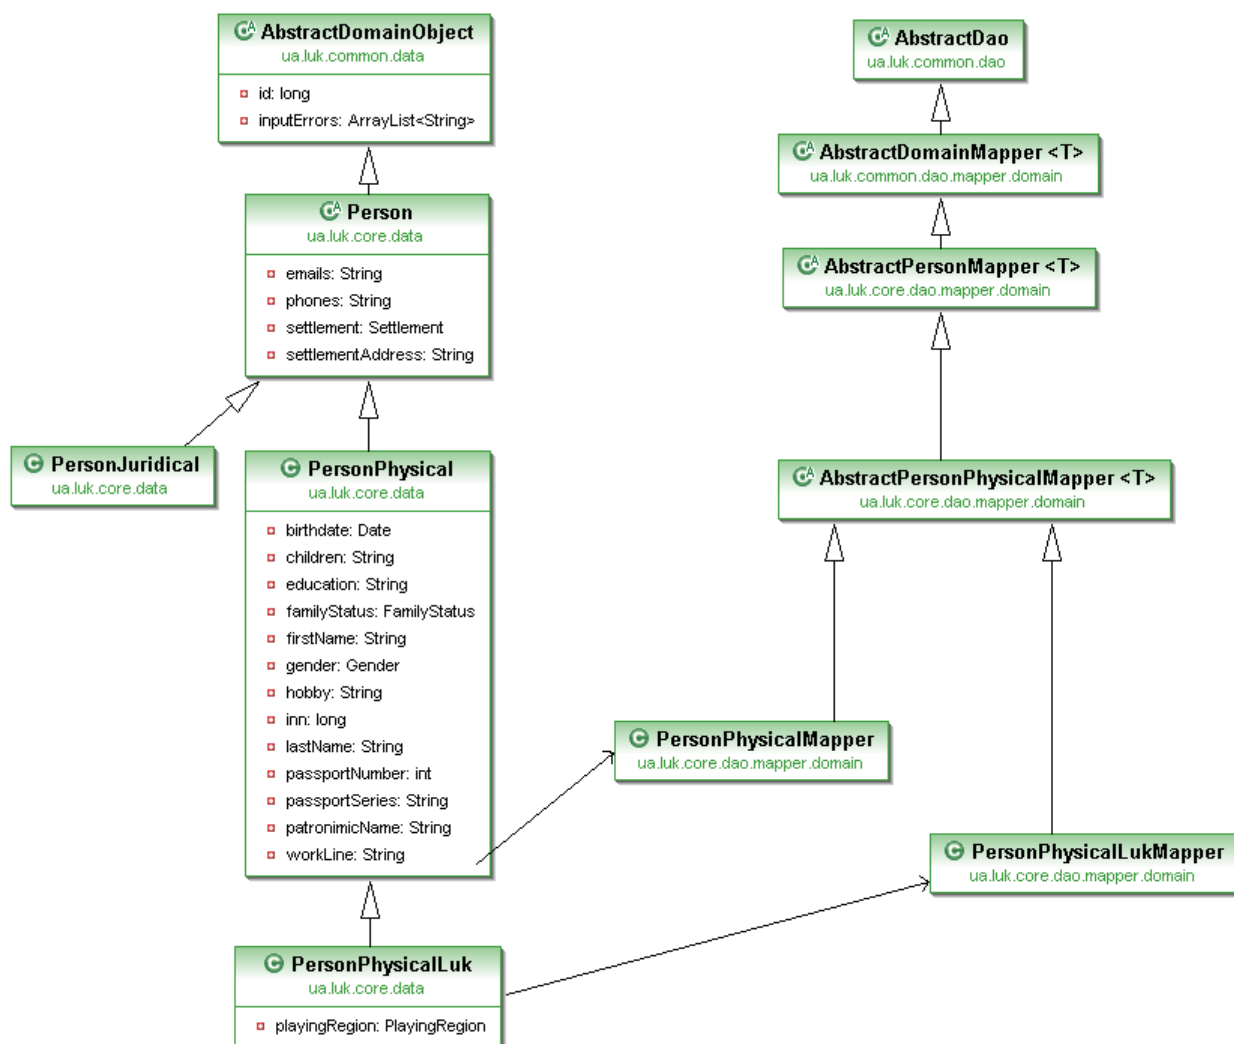 AbstractDomainObject
ua.luk.common.data
id: long
inputErrors: ArrayList<String>
Person
ua.luk.core.data
emails: String
phones: String
settlement: Settlement
settlementAddress: String
PersonJuridical
ua.luk.core.data
PersonPhysical
ua.luk.core.data
birthdate: Date
children: String
education: String
familyStatus: FamilyStatus
firstName: String
gender: Gender
hobby: String
inn: long
lastName: String
passportNumber: int
passportSeries: String
patronimicName: String
workLine: String
PersonPhysicalLuk
ua.luk.core.data
playingRegion: PlayingRegion
AbstractDao
ua.luk.common.dao
AbstractDomainMapper <T>
ua.luk.common.dao.mapper.domain
AbstractPersonMapper <T>
ua.luk.core.dao.mapper.domain
AbstractPersonPhysicalMapper <T>
ua.luk.core.dao.mapper.domain
PersonPhysicalMapper
ua.luk.core.dao.mapper.domain
PersonPhysicalLukMapper
ua.luk.core.dao.mapper.domain